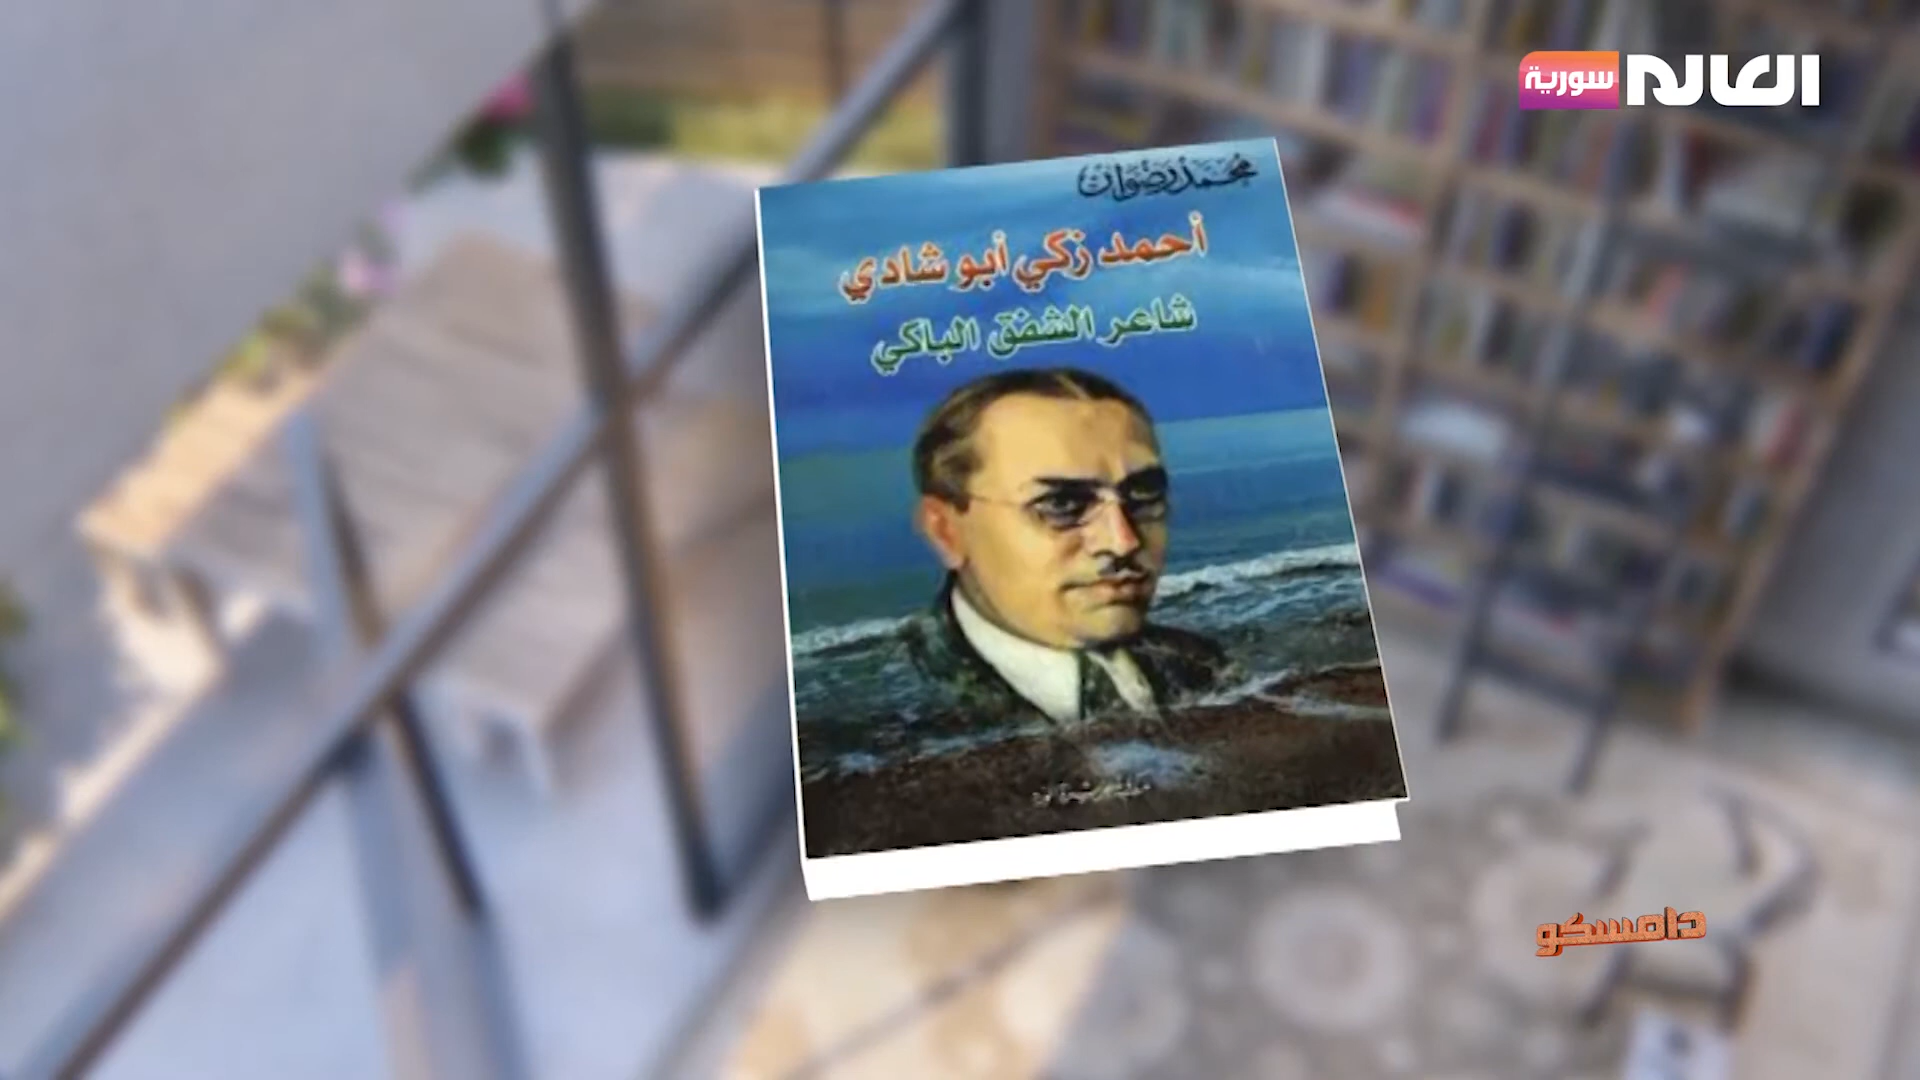 العالم سورية
محمد رضوان
أحمد زكي أبو شادي
شاعر الشفق الباكي
دامسكو